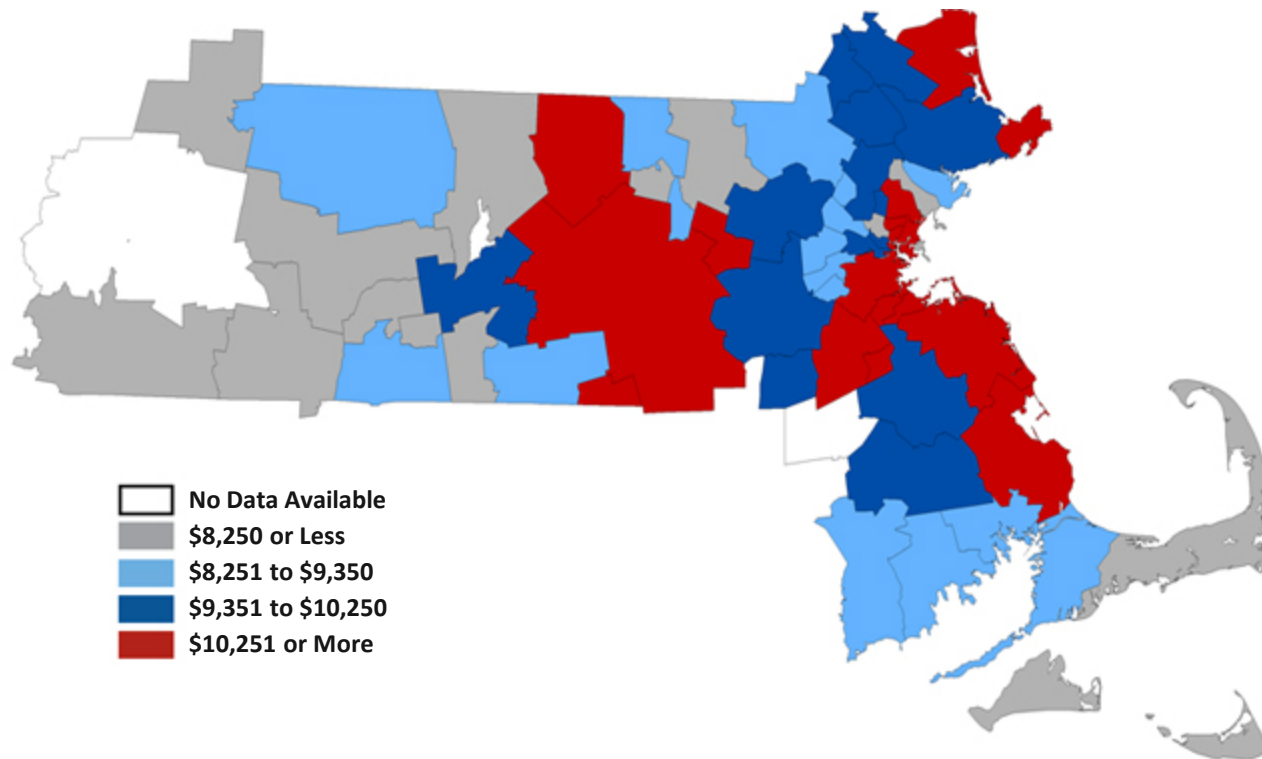 No Data Available
$8,250 or Less
$8,251 to $9,350
$9,351 to $10,250
$10,251 or More